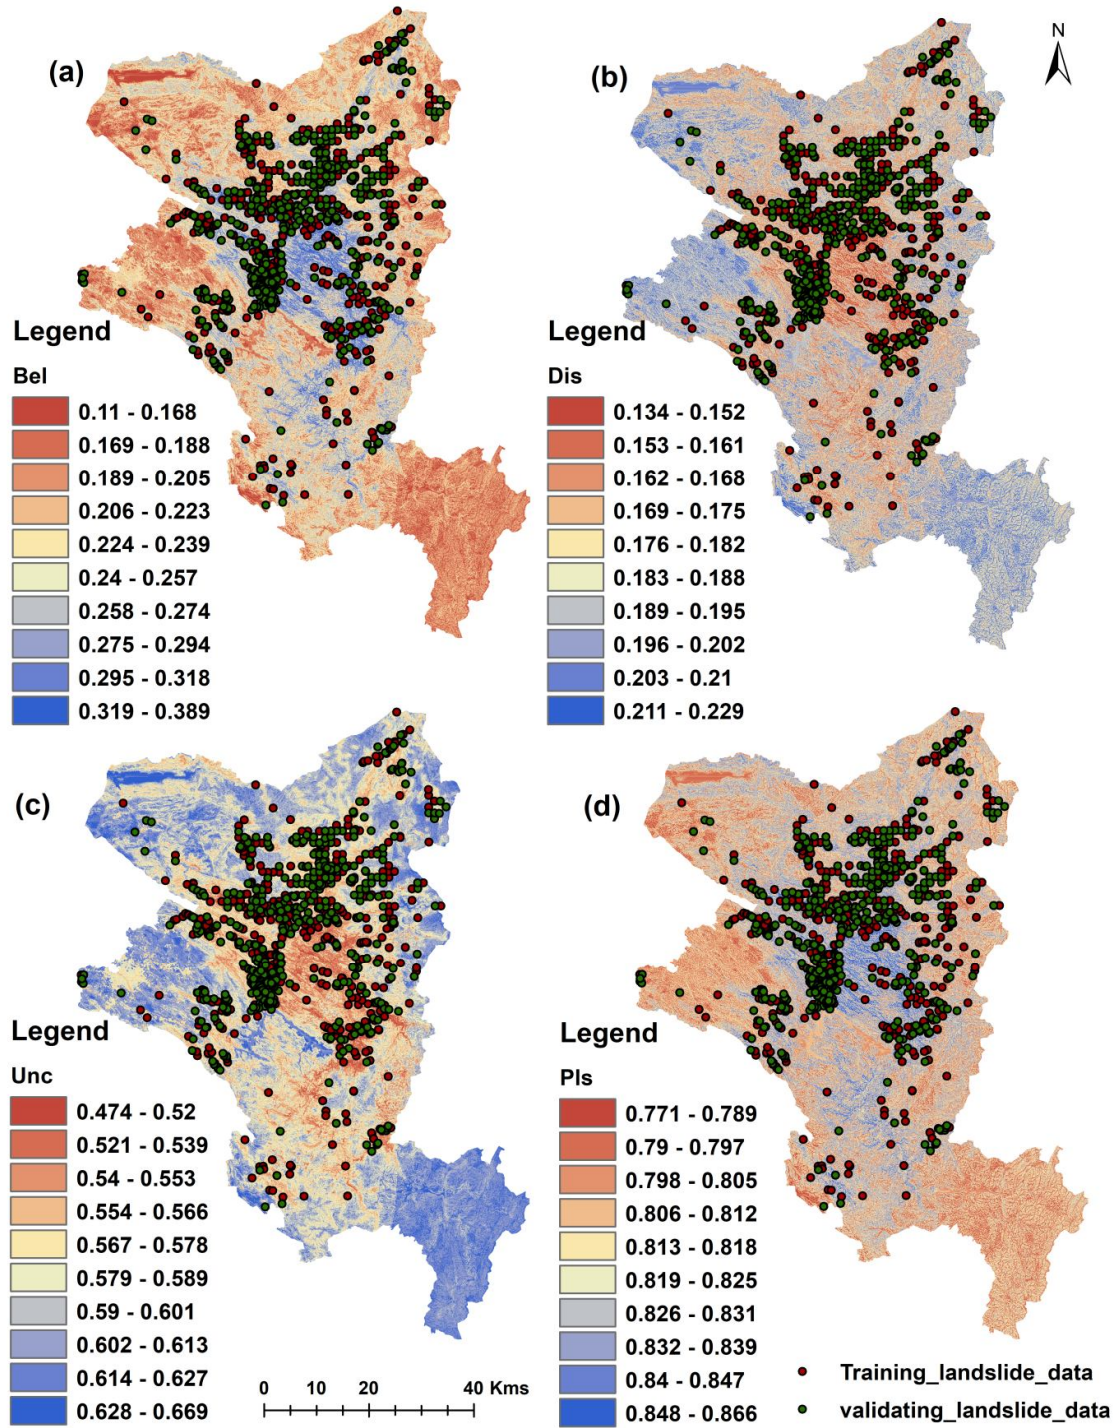 (a)
(b)
N
Legend
Bel
0.11 - 0.168
0.169 - 0.188
0.189 - 0.205
0.206 - 0.223
0.224 - 0.239
0.24 - 0.257
0.258 - 0.274
0.275 - 0.294
0.295 - 0.318
0.319 - 0.389
Legend
Dis
0.134 - 0.152
0.153 - 0.161
0.162 - 0.168
0.169 - 0.175
0.176 - 0.182
0.183 - 0.188
0.189 - 0.195
0.196 - 0.202
0.203 - 0.21
0.211 - 0.229
(c)
(d)
Legend
Unc
0.474 - 0.52
0.521 - 0.539
0.54 - 0.553
0.554 - 0.566
0.567 - 0.578
0.579 - 0.589
0.59 - 0.601
0.602 - 0.613
0.614 - 0.627
0.628 - 0.669
0 10 20 40 Kms
Legend
Pls
0.771 - 0.789
0.79 - 0.797
0.798 - 0.805
0.806 - 0.812
0.813 - 0.818
0.819 - 0.825
0.826 - 0.831
0.832 - 0.839
0.84 - 0.847
0.848 - 0.866
Training_landslide_data
validating_landslide_data